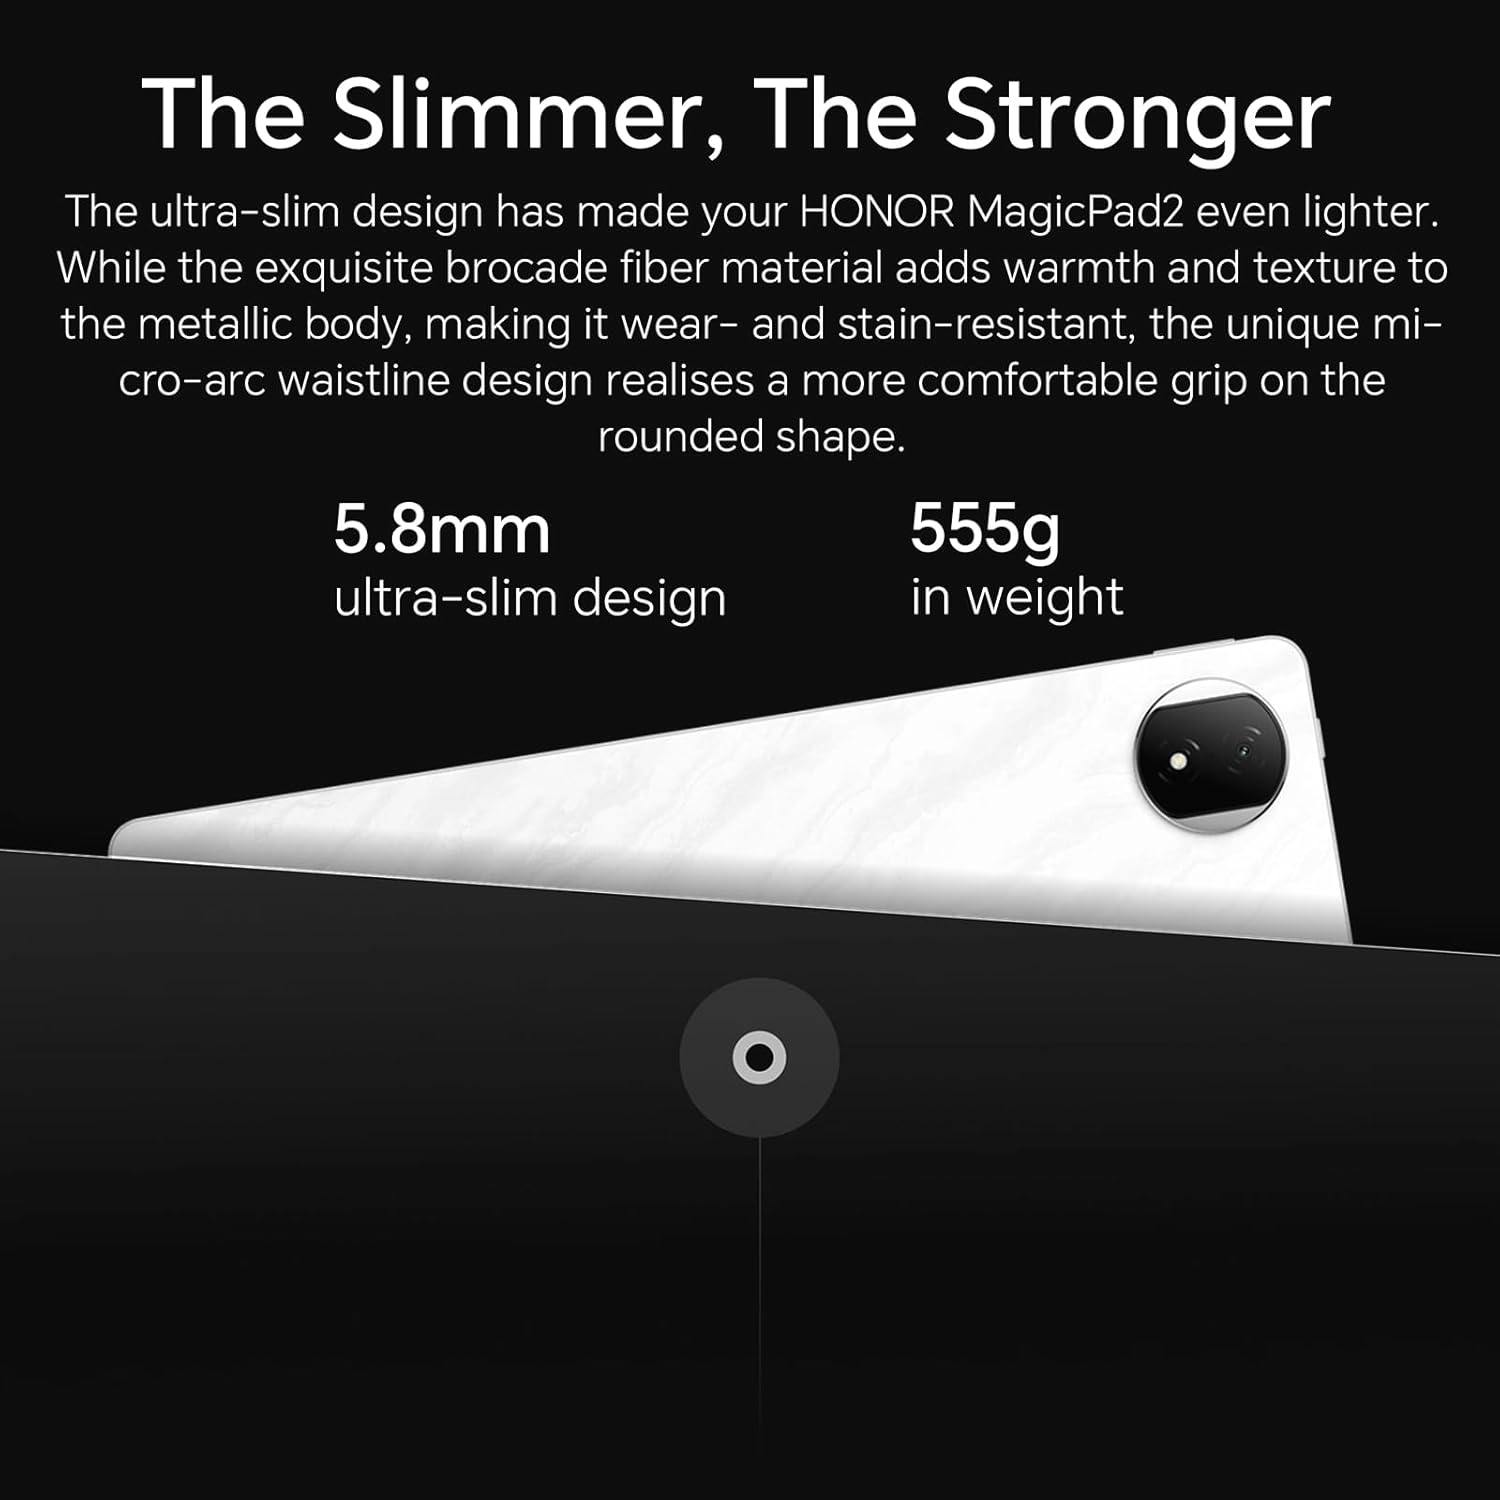 The Slimmer, The Stronger
The ultra-slim design has made your HONOR MagicPad2 even lighter.
While the exquisite brocade fiber material adds warmth and texture to
the metallic body, making it wear- and stain-resistant, the unique mi-
cro-arc waistline design realises a more comfortable grip on the
rounded shape.
5.8mm
ultra-slim design
555g
in weight